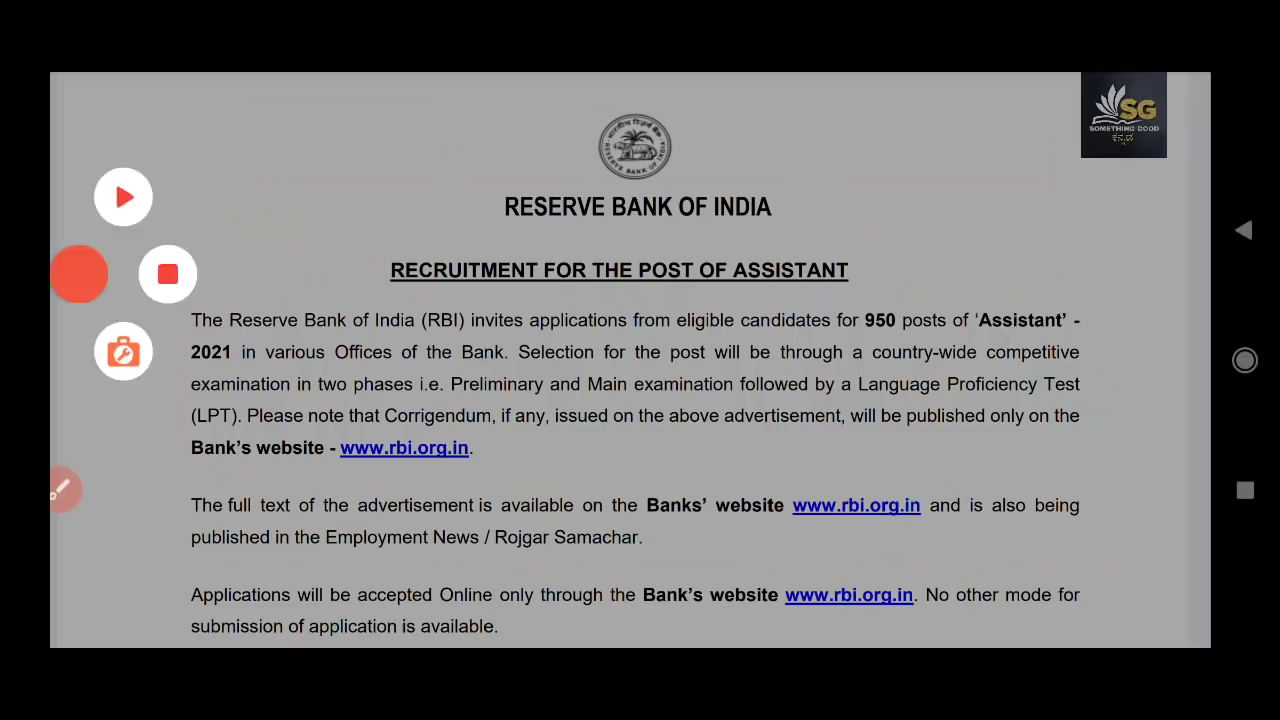 SG
SOMETHING GOOD
ಕನ್ನಡ
भारतीय रिज़र्व बैंक
RESERVE BANK OF INDIA
RESERVE BANK OF INDIA
RECRUITMENT FOR THE POST OF ASSISTANT
The Reserve Bank of India (RBI) invites applications from eligible candidates for 950 posts of ‘Assistant’ -
2021 in various Offices of the Bank. Selection for the post will be through a country-wide competitive
examination in two phases i.e. Preliminary and Main examination followed by a Language Proficiency Test
(LPT). Please note that Corrigendum, if any, issued on the above advertisement, will be published only on the
Bank’s website - www.rbi.org.in.
The full text of the advertisement is available on the Banks’ website www.rbi.org.in and is also being
published in the Employment News / Rojgar Samachar.
Applications will be accepted Online only through the Bank’s website www.rbi.org.in. No other mode for
submission of application is available.